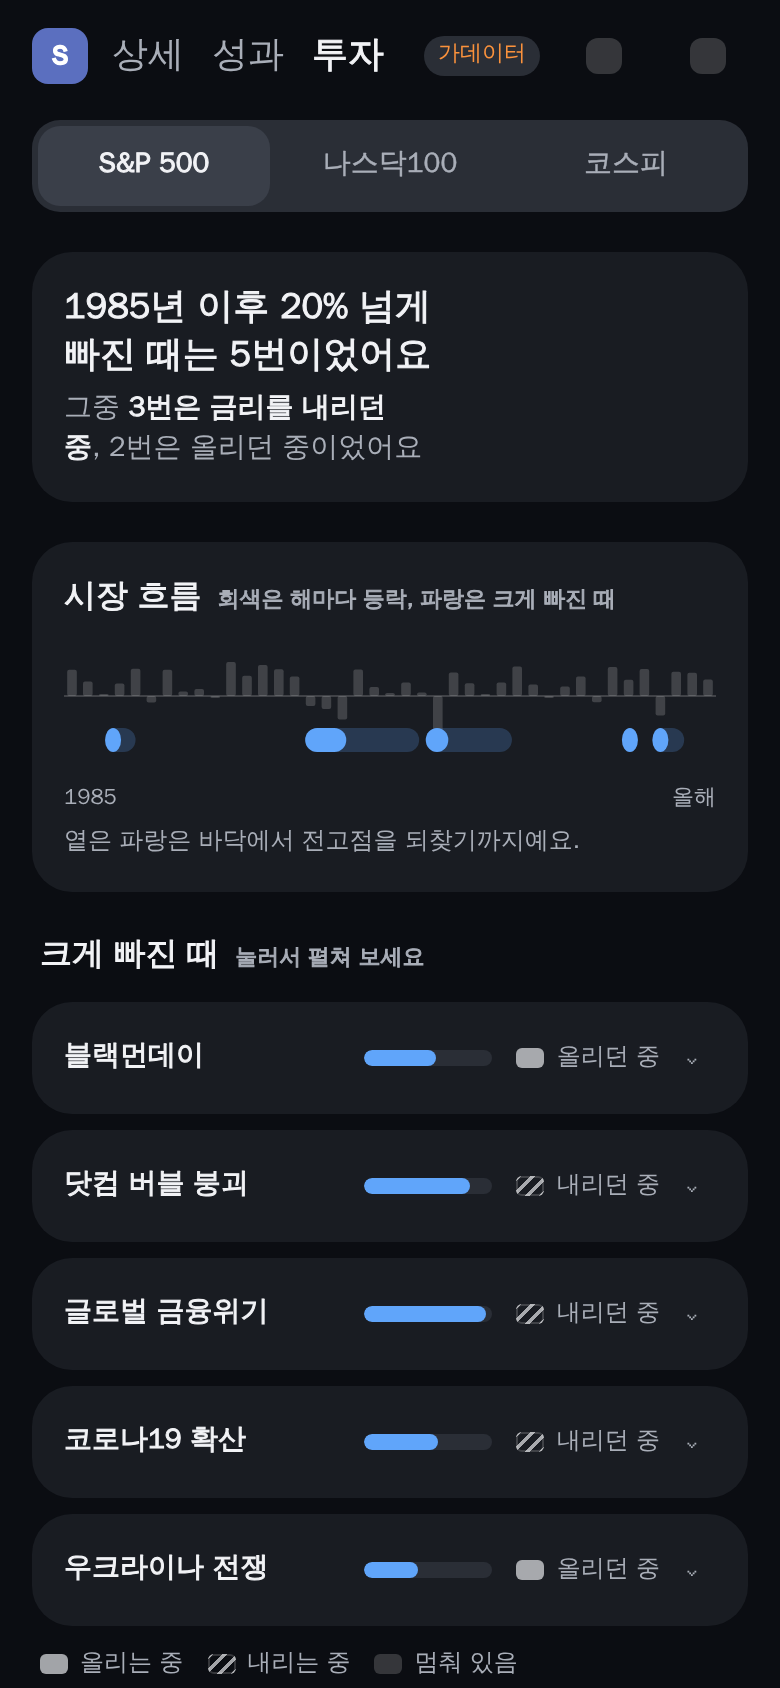 S 상세 성과 투자 가데이터
S&P 500 나스닥100 코스피
1985년 이후 20% 넘게
빠진 때는 5번이었어요
그중 3번은 금리를 내리던
중, 2번은 올리던 중이었어요
시장 흐름 회색은 해마다 등락, 파랑은 크게 빠진 때
1985 올해
옅은 파랑은 바닥에서 전고점을 되찾기까지예요.
크게 빠진 때 눌러서 펼쳐 보세요
블랙먼데이 올리던 중
닷컴 버블 붕괴 내리던 중
글로벌 금융위기 내리던 중
코로나19 확산 내리던 중
우크라이나 전쟁 올리던 중
올리는 중 내리는 중 멈춰 있음